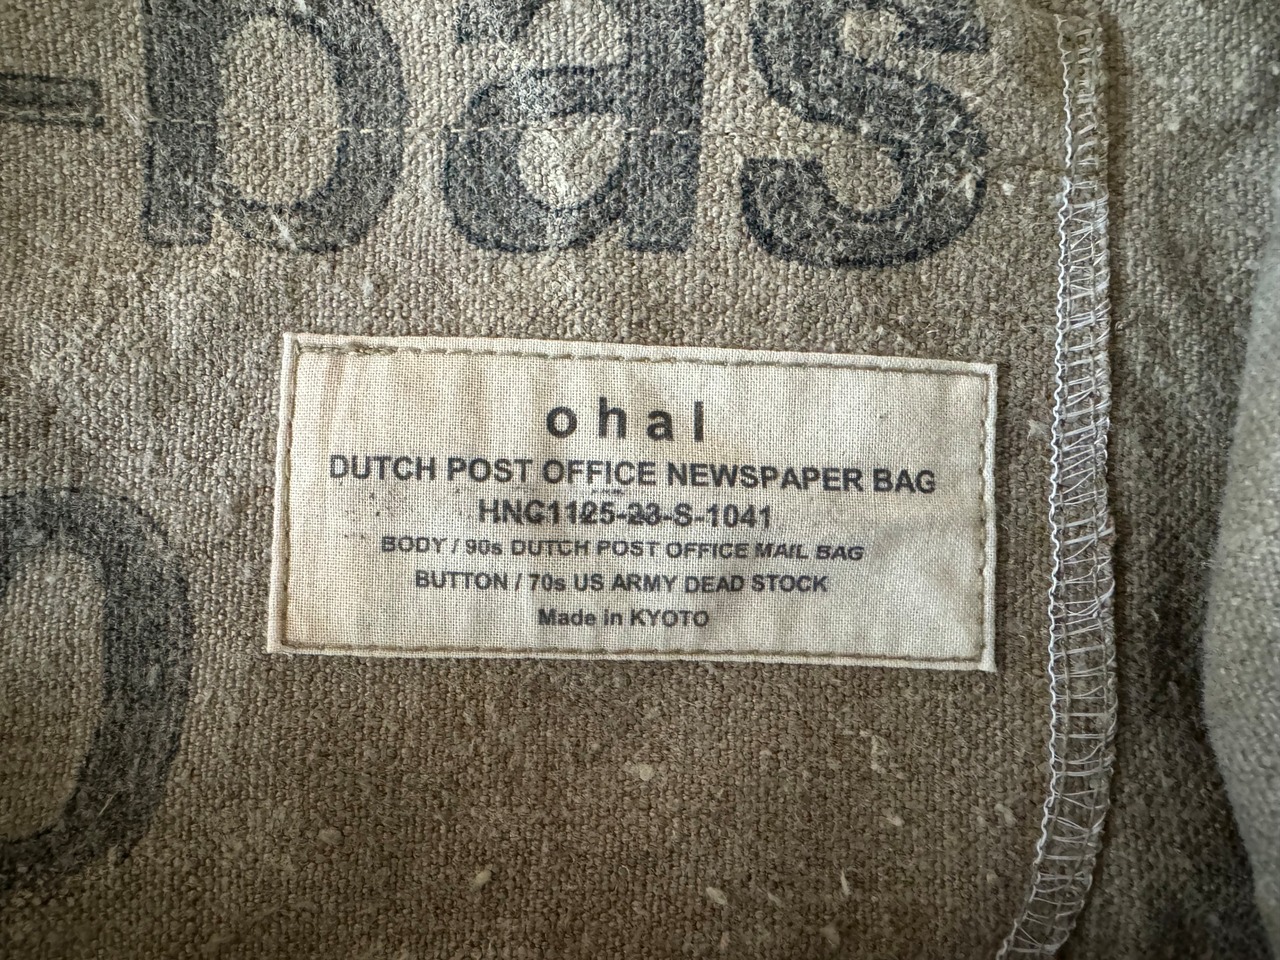 -bas
ohal
DUTCH POST OFFICE NEWSPAPER BAG
HNC1125-23-S-1041
BODY / 90s DUTCH POST OFFICE MAIL BAG
BUTTON / 70s US ARMY DEAD STOCK
Made in KYOTO